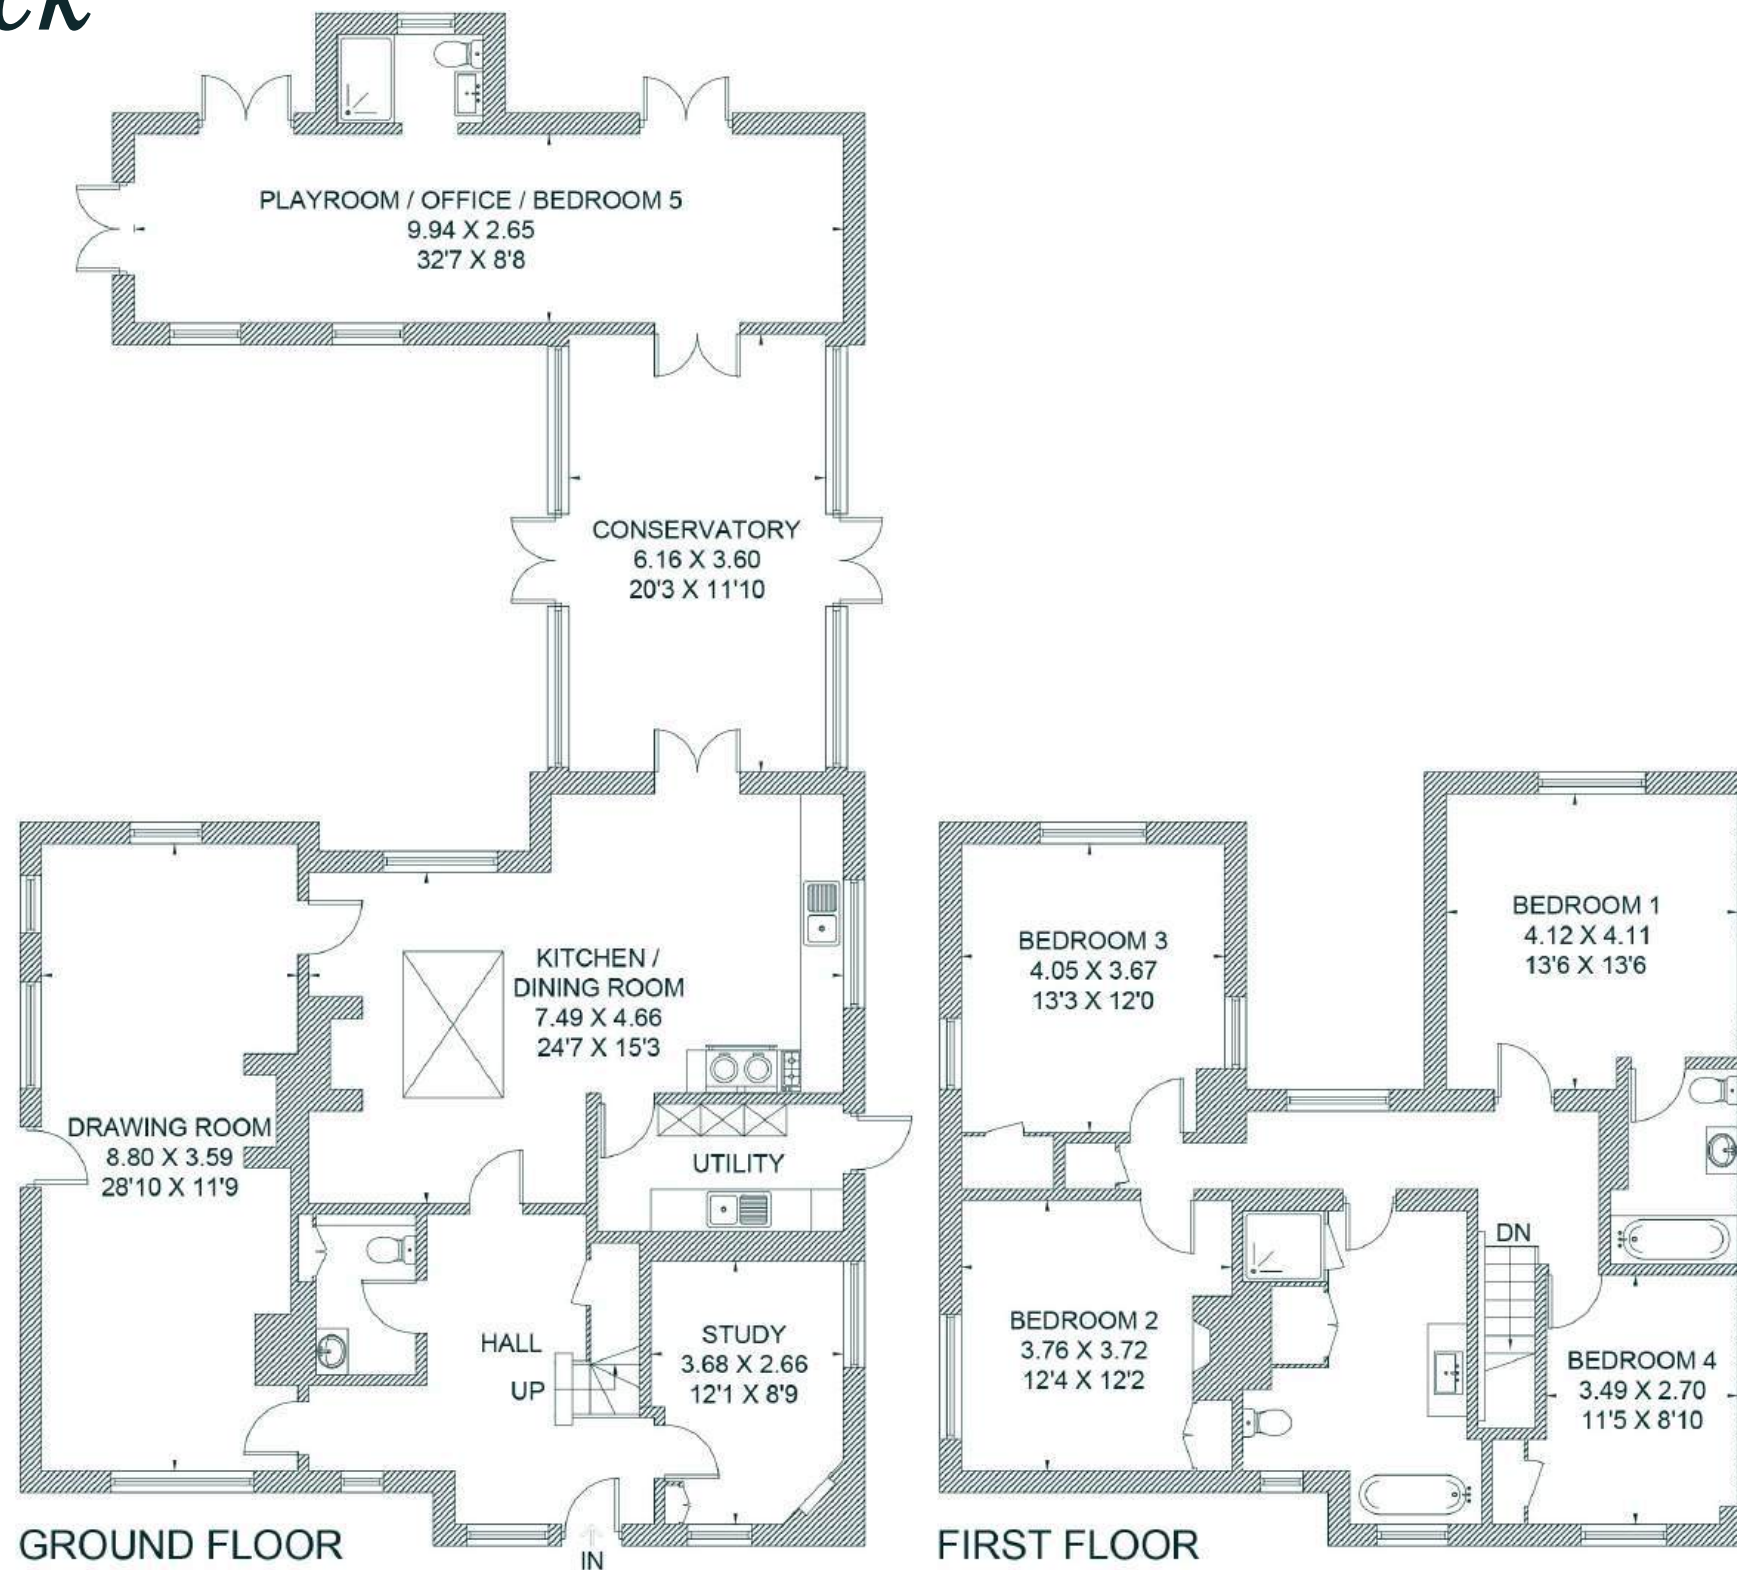 PLAYROOM / OFFICE / BEDROOM 5
9.94 X 2.65
32'7 X 8'8
CONSERVATORY
6.16 X 3.60
20'3 X 11'10
KITCHEN /
DINING ROOM
7.49 X 4.66
24'7 X 15'3
DRAWING ROOM
8.80 X 3.59
28'10 X 11'9
UTILITY
HALL
UP
STUDY
3.68 X 2.66
12'1 X 8'9
IN
GROUND FLOOR
BEDROOM 1
4.12 X 4.11
13'6 X 13'6
BEDROOM 3
4.05 X 3.67
13'3 X 12'0
DN
BEDROOM 2
3.76 X 3.72
12'4 X 12'2
BEDROOM 4
3.49 X 2.70
11'5 X 8'10
FIRST FLOOR